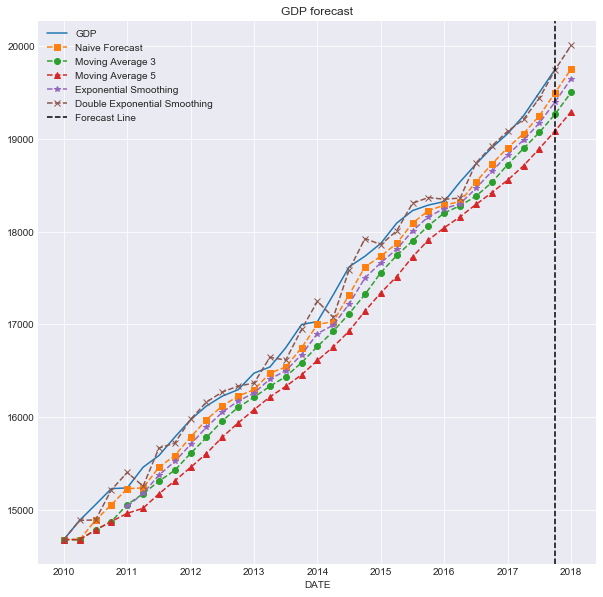 GDP forecast
GDP
Naive Forecast
Moving Average 3
Moving Average 5
Exponential Smoothing
Double Exponential Smoothing
Forecast Line
20000
19000
18000
17000
16000
15000
2010 2011 2012 2013 2014 2015 2016 2017 2018
DATE